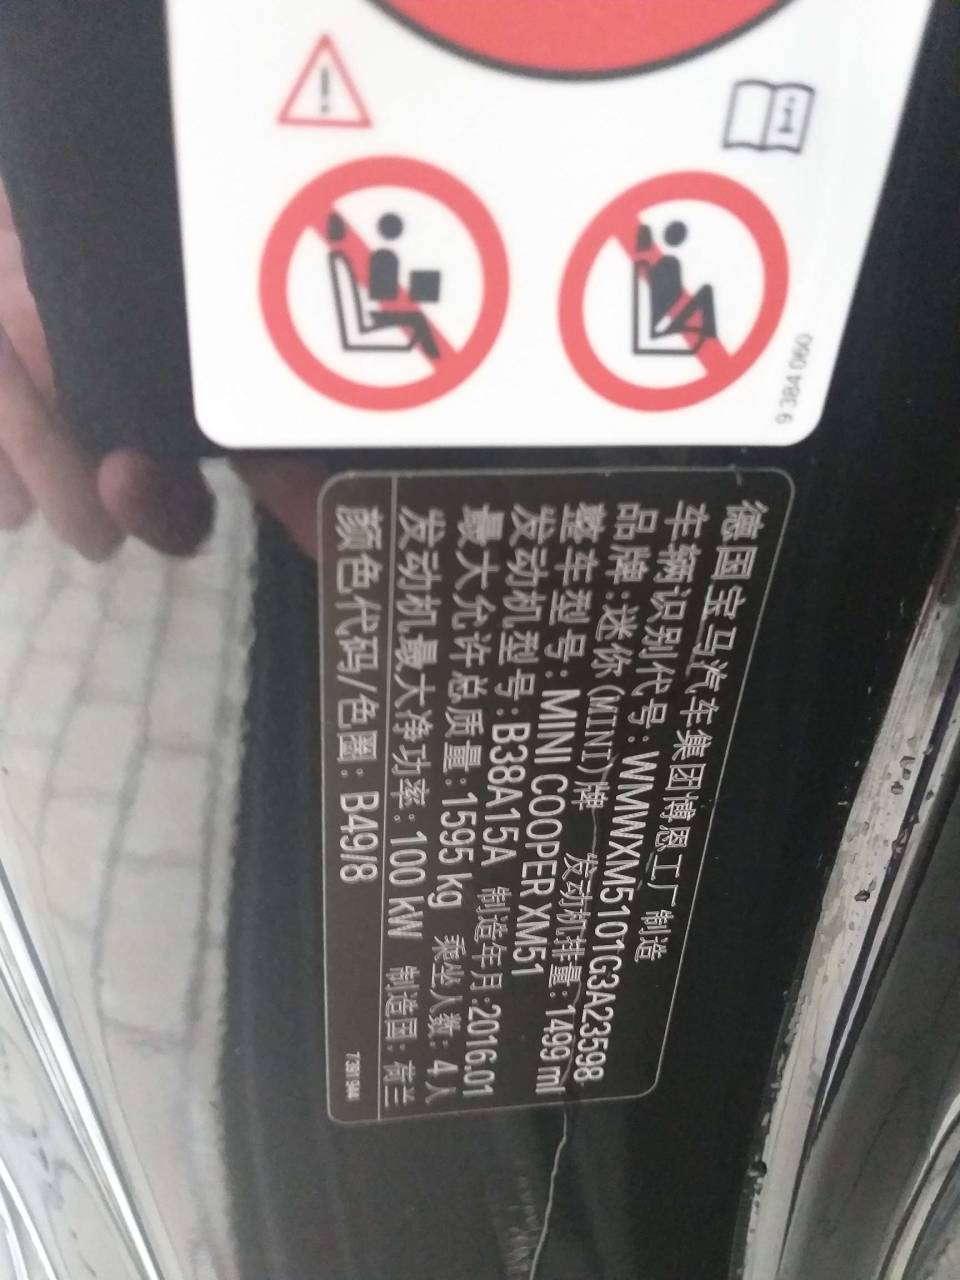 9 384 060
德国宝马汽车集团博恩工厂制造
车辆识别代号：WMWXM5101G3A23598
品牌：迷你（MINI）牌 发动机排量：1499 ml
整车型号：MINI COOPER XM51
发动机型号：B38A15A 制造年月：2016.01
最大允许总质量：1595 kg 乘坐人数：4人
发动机最大净功率：100 kW 制造国：荷兰
颜色代码/色圈：B49/8
7 391 944